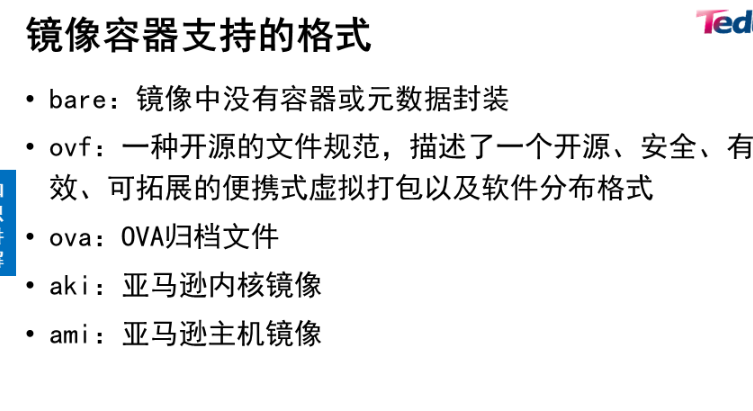 镜像容器支持的格式
Ted
• bare：镜像中没有容器或元数据封装
• ovf：一种开源的文件规范，描述了一个开源、安全、有
效、可拓展的便携式虚拟打包以及软件分布格式
• ova：OVA归档文件
• aki：亚马逊内核镜像
• ami：亚马逊主机镜像